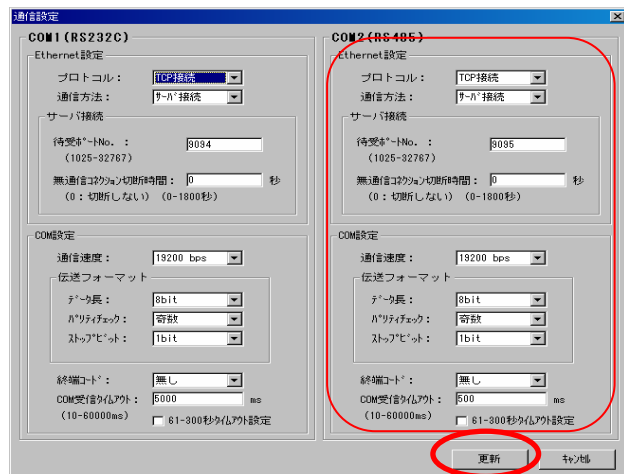 通信設定
COM1(RS232C)
Ethernet設定
プロトコル： TCP接続
通信方法： ｻｰﾊﾞ接続
サーバ接続
待受ﾎﾟｰﾄNo. ： 9094
(1025-32767)
無通信ｺﾈｸｼｮﾝ切断時間： 0 秒
(0：切断しない) (0-1800秒)
COM設定
通信速度： 19200 bps
伝送フォーマット
ﾃﾞｰﾀ長： 8bit
ﾊﾟﾘﾃｨﾁｪｯｸ： 奇数
ｽﾄｯﾌﾟﾋﾞｯﾄ： 1bit
終端ｺｰﾄﾞ： 無し
COM受信ﾀｲﾑｱｳﾄ： 5000 ms
(10-60000ms)
61-300秒ﾀｲﾑｱｳﾄ設定
COM2(RS485)
Ethernet設定
プロトコル： TCP接続
通信方法： ｻｰﾊﾞ接続
サーバ接続
待受ﾎﾟｰﾄNo. ： 9095
(1025-32767)
無通信ｺﾈｸｼｮﾝ切断時間： 0 秒
(0：切断しない) (0-1800秒)
COM設定
通信速度： 19200 bps
伝送フォーマット
ﾃﾞｰﾀ長： 8bit
ﾊﾟﾘﾃｨﾁｪｯｸ： 奇数
ｽﾄｯﾌﾟﾋﾞｯﾄ： 1bit
終端ｺｰﾄﾞ： 無し
COM受信ﾀｲﾑｱｳﾄ： 500 ms
(10-60000ms)
61-300秒ﾀｲﾑｱｳﾄ設定
更新
ｷｬﾝｾﾙ